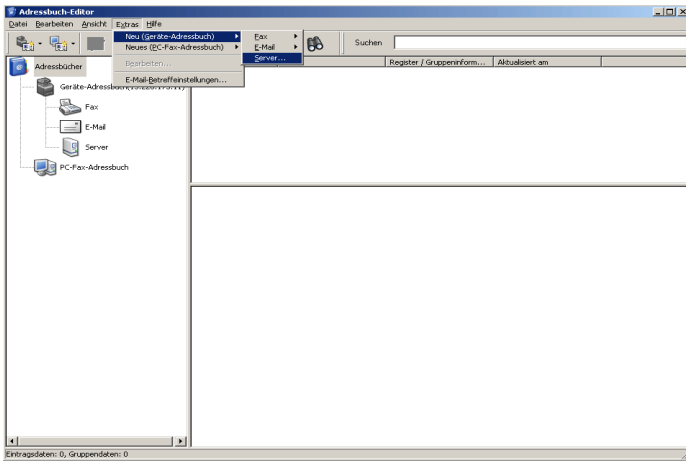 Adressbuch-Editor
Datei Bearbeiten Ansicht Extras Hilfe
Neu (Geräte-Adressbuch)
Neues (PC-Fax-Adressbuch)
Bearbeiten...
E-Mail-Betreffeinstellungen...
Fax
E-Mail
Server...
Suchen
Register / Gruppeninform... Aktualisiert am
Adressbücher
Fax
E-Mail
Server
PC-Fax-Adressbuch
Eintragsdaten: 0, Gruppendaten: 0